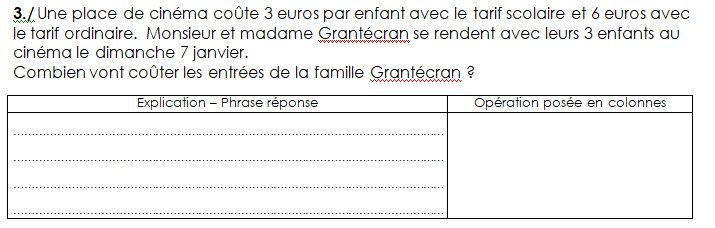 3./ Une place de cinéma coûte 3 euros par enfant avec le tarif scolaire et 6 euros avec
le tarif ordinaire. Monsieur et madame Grantécran se rendent avec leurs 3 enfants au
cinéma le dimanche 7 janvier.
Combien vont coûter les entrées de la famille Grantécran ?
Explication – Phrase réponse
Opération posée en colonnes